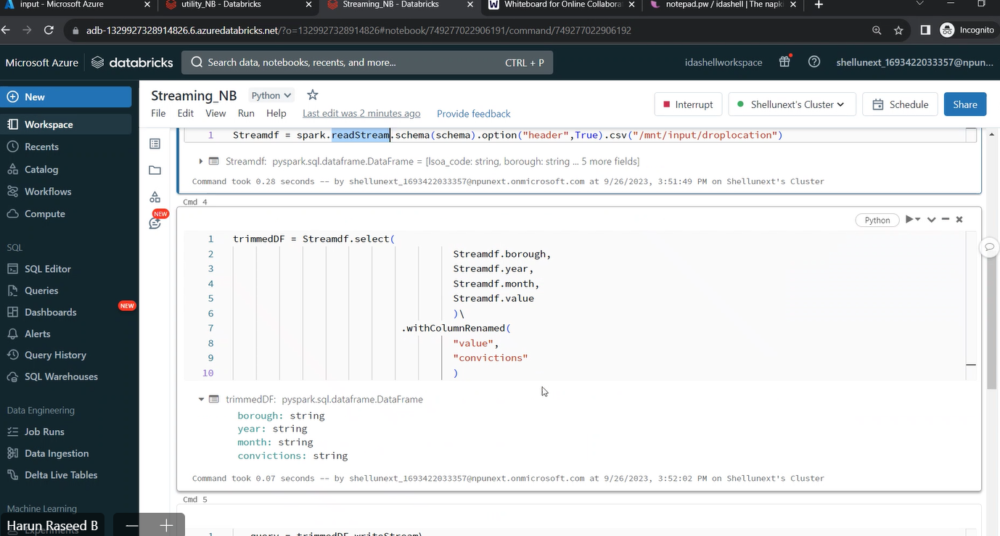 input - Microsoft Azure
utility_NB - Databricks
Streaming_NB - Databricks
Whiteboard for Online Collabora
notepad.pw / idashell | The napk
adb-1329927328914826.6.azuredatabricks.net/?o=1329927328914826#notebook/749277022906191/command/749277022906192
Incognito
Microsoft Azure
databricks
Search data, notebooks, recents, and more...
CTRL + P
idashellworkspace
shellunext_1693422033357@npun...
New
Workspace
Recents
Catalog
Workflows
Compute
SQL
SQL Editor
Queries
Dashboards
NEW
Alerts
Query History
SQL Warehouses
Data Engineering
Job Runs
Data Ingestion
Delta Live Tables
Machine Learning
Experiments
Harun Raseed B
Streaming_NB
Python
File Edit View Run Help
Last edit was 2 minutes ago
Provide feedback
Interrupt
Shellunext's Cluster
Schedule
Share
NEW
1 Streamdf = spark.readStream.schema(schema).option("header",True).csv("/mnt/input/droplocation")
Streamdf: pyspark.sql.dataframe.DataFrame = [lsoa_code: string, borough: string ... 5 more fields]
Command took 0.28 seconds -- by shellunext_1693422033357@npunext.onmicrosoft.com at 9/26/2023, 3:51:49 PM on Shellunext's Cluster
Cmd 4
Python
1 trimmedDF = Streamdf.select(
2 Streamdf.borough,
3 Streamdf.year,
4 Streamdf.month,
5 Streamdf.value
6 )\
7 .withColumnRenamed(
8 "value",
9 "convictions"
10 )
trimmedDF: pyspark.sql.dataframe.DataFrame
borough: string
year: string
month: string
convictions: string
Command took 0.07 seconds -- by shellunext_1693422033357@npunext.onmicrosoft.com at 9/26/2023, 3:52:02 PM on Shellunext's Cluster
Cmd 5
1 query = trimmedDF.writeStream\